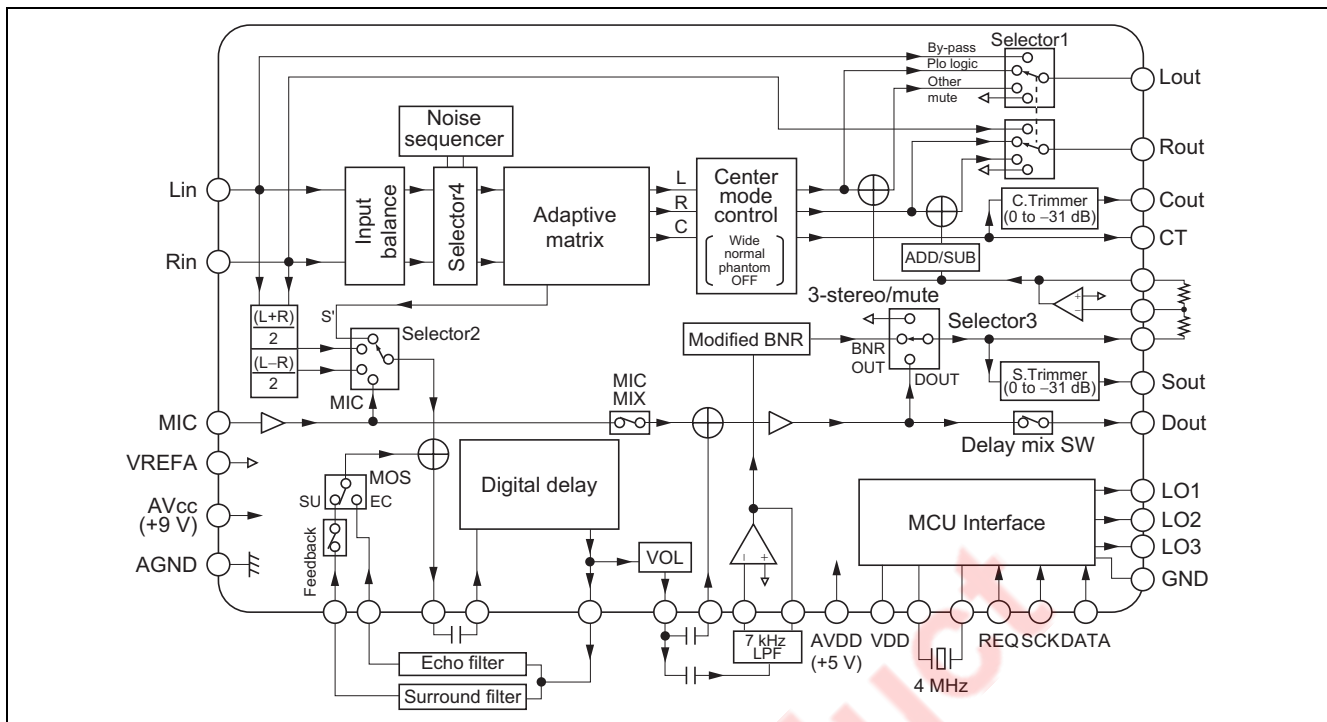 Selector1
By-pass
Plo logic
Other
mute
Lout
Rout
Noise
sequencer
Lin
Rin
Input
balance
Selector4
Adaptive
matrix
L
R
C
Center
mode
control
Wide
normal
phantom
OFF
C.Trimmer
(0 to –31 dB)
Cout
CT
ADD/SUB
+
–
(L+R)
2
(L–R)
2
S'
Selector2
MIC
3-stereo/mute
Selector3
Modified BNR
BNR
OUT
DOUT
S.Trimmer
(0 to –31 dB)
Sout
MIC
MIC
MIX
Delay mix SW
Dout
VREFA
AVcc
(+9 V)
AGND
MOS
SU
EC
Feedback
Digital delay
VOL
–
+
MCU Interface
LO1
LO2
LO3
GND
Echo filter
Surround filter
7 kHz
LPF
AVDD
(+5 V)
VDD
4 MHz
REQ
SCK
DATA
uct